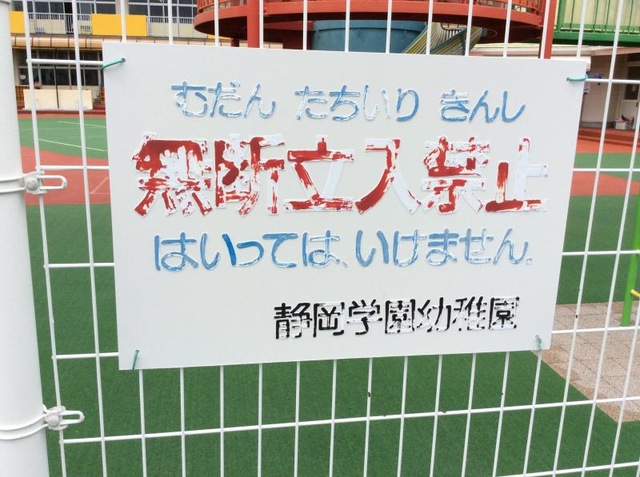 むだん たちいり きんし
無断立入禁止
はいっては、いけません。
静岡学園幼稚園